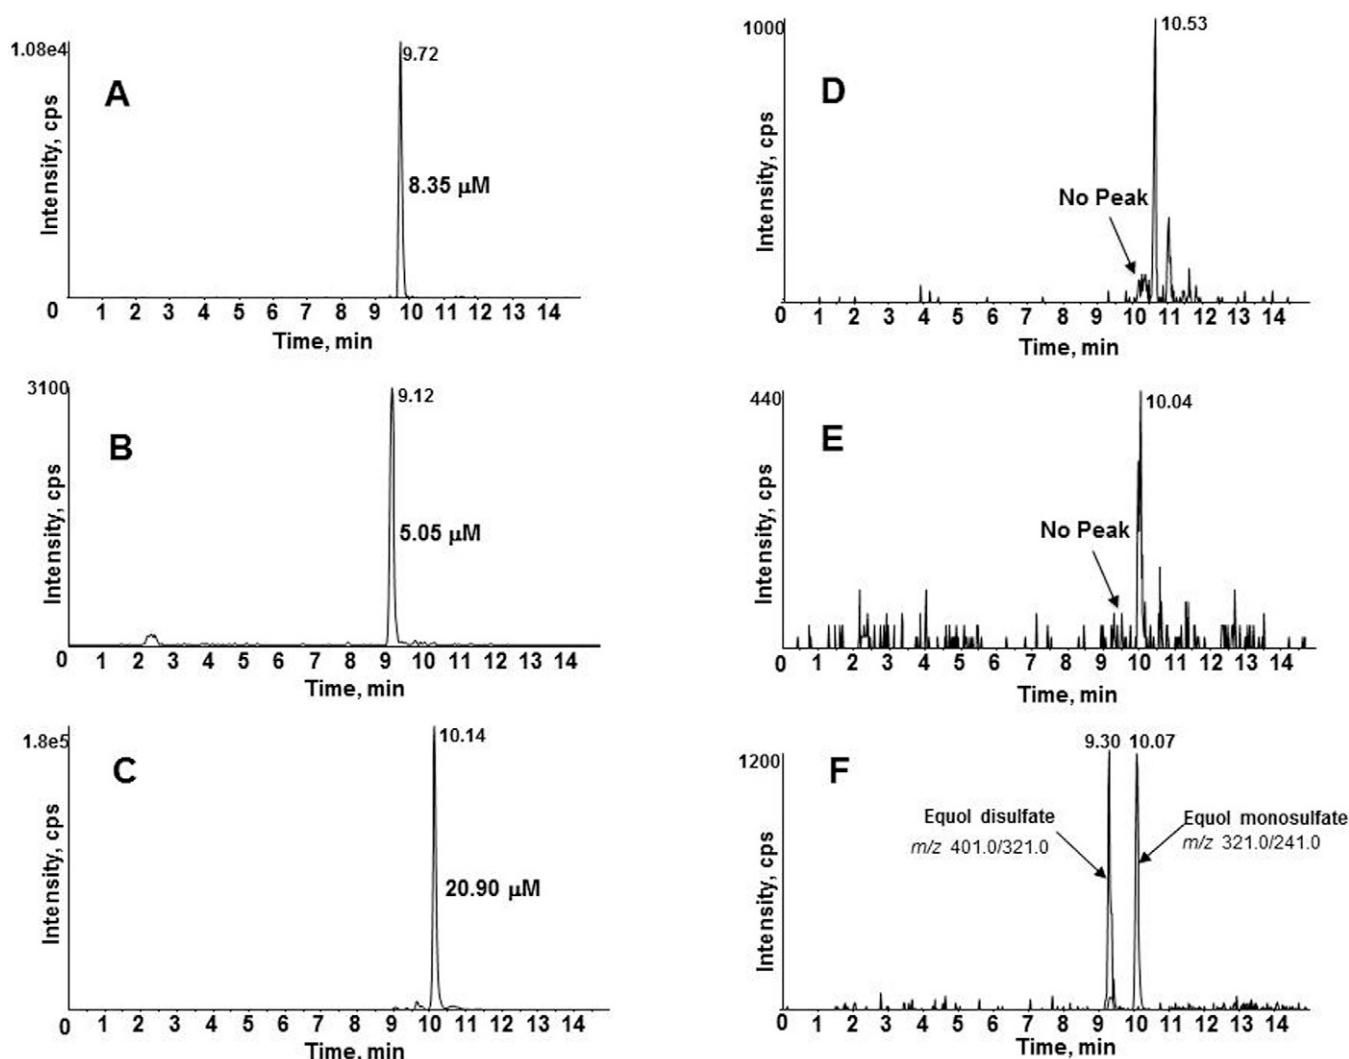 1.08e4
9.72
A
8.35 μM
Intensity, cps
0
1 2 3 4 5 6 7 8 9 10 11 12 13 14
Time, min
3100
9.12
B
5.05 μM
Intensity, cps
0 1 2 3 4 5 6 7 8 9 10 11 12 13 14
Time, min
1.8e5
10.14
C
20.90 μM
Intensity, cps
0 1 2 3 4 5 6 7 8 9 10 11 12 13 14
Time, min
1000
10.53
D
No Peak
Intensity, cps
0 1 2 3 4 5 6 7 8 9 10 11 12 13 14
Time, min
440
10.04
E
No Peak
Intensity, cps
0 1 2 3 4 5 6 7 8 9 10 11 12 13 14
Time, min
9.30 10.07
1200
F
Equol disulfate
m/z 401.0/321.0
Equol monosulfate
m/z 321.0/241.0
Intensity, cps
0 1 2 3 4 5 6 7 8 9 10 11 12 13 14
Time, min